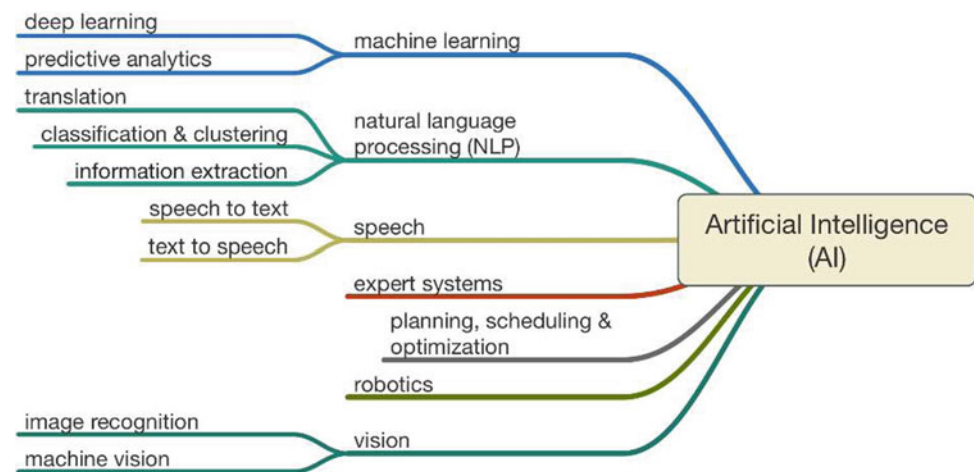 deep learning
predictive analytics
machine learning
translation
classification & clustering
information extraction
natural language
processing (NLP)
speech to text
text to speech
speech
expert systems
planning, scheduling &
optimization
robotics
image recognition
machine vision
vision
Artificial Intelligence
(AI)